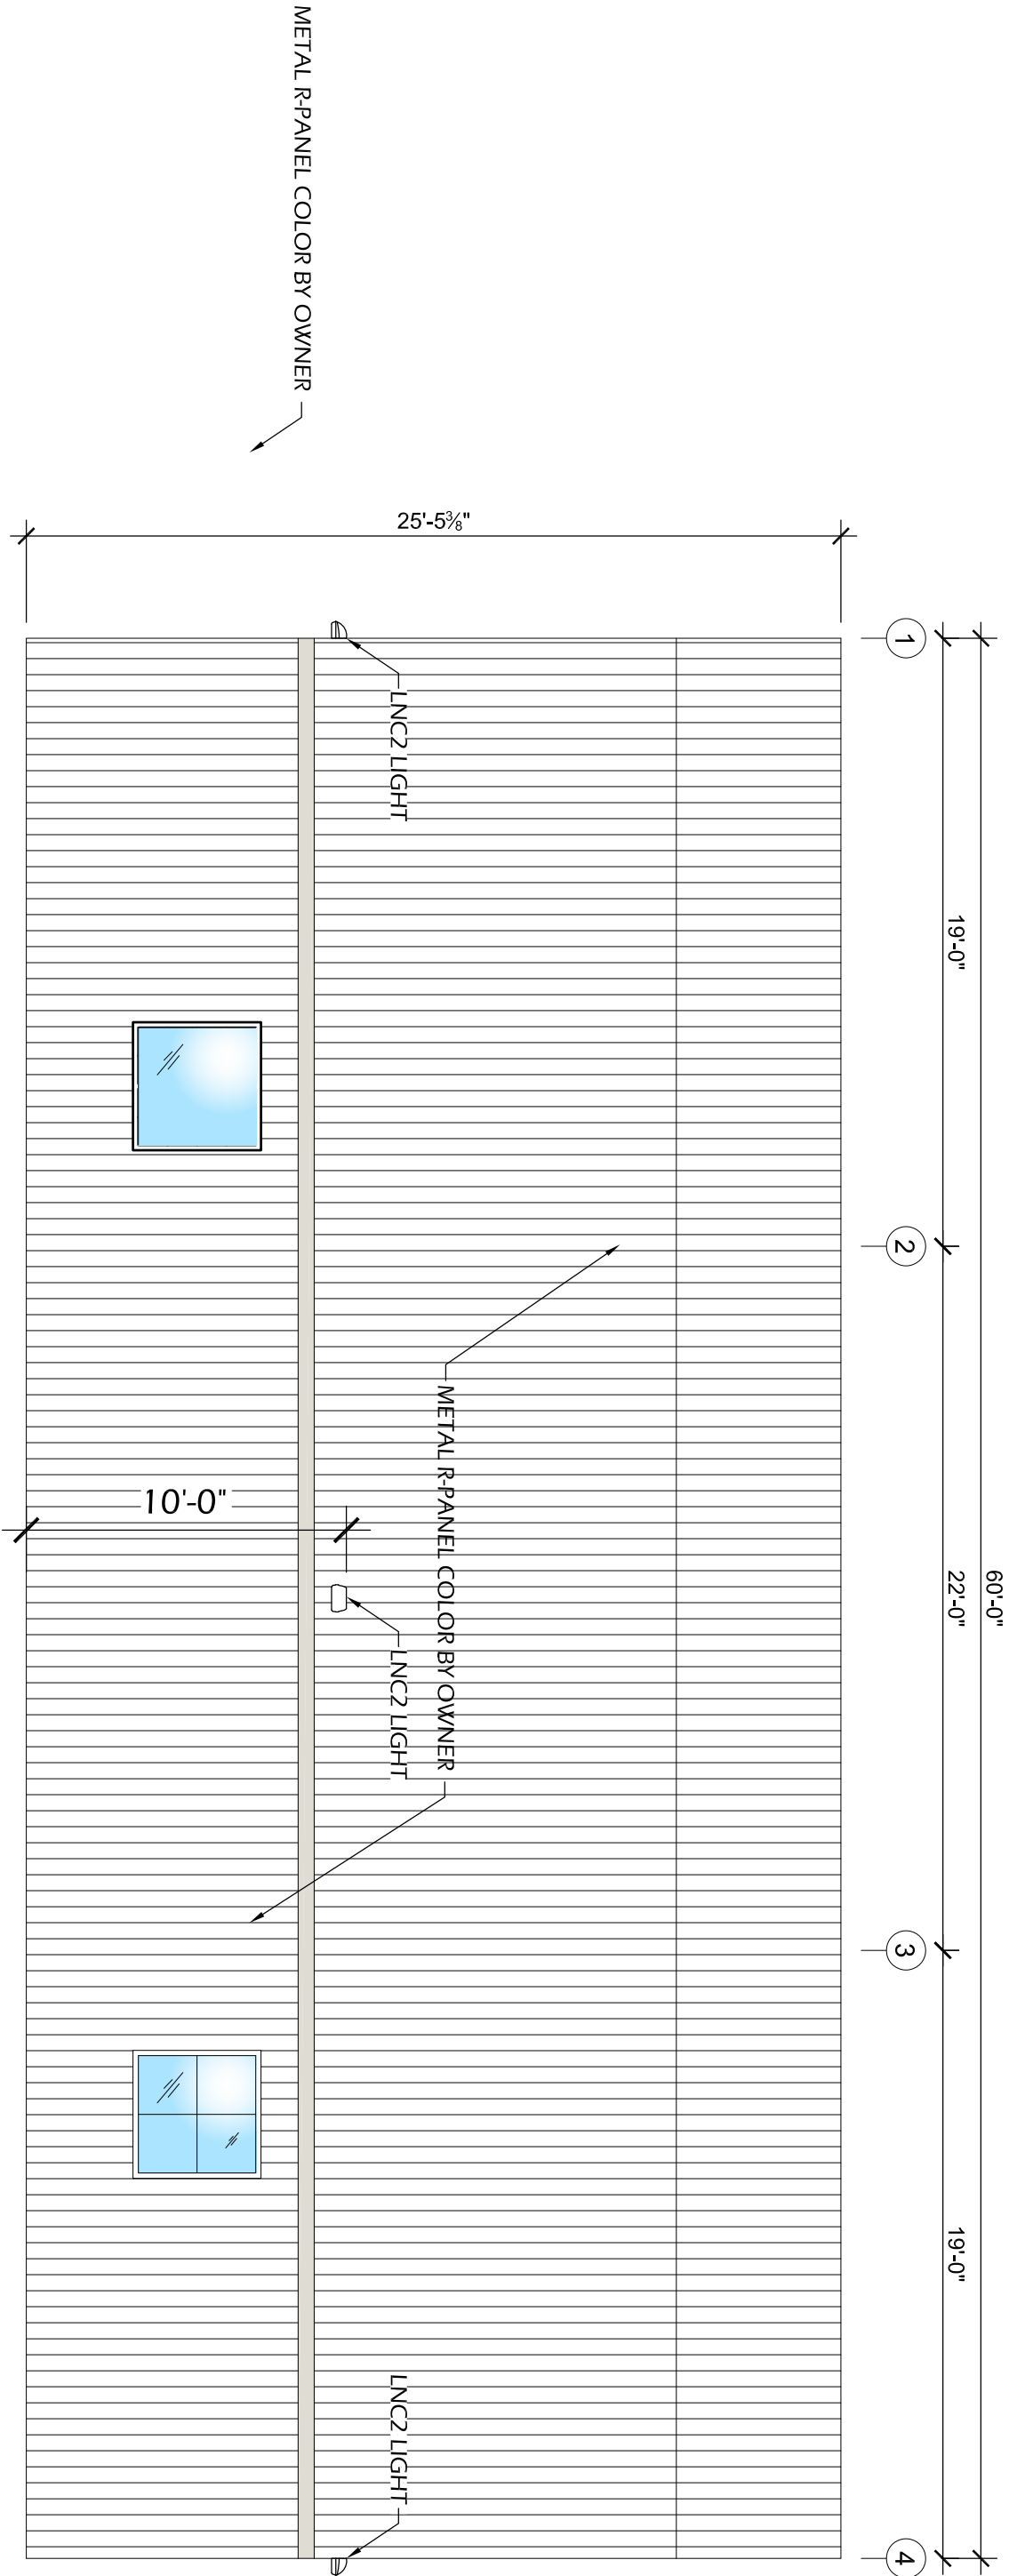 60'-0"
19'-0"
22'-0"
19'-0"
1
2
3
4
25'-5⅜"
METAL R-PANEL COLOR BY OWNER
METAL R-PANEL COLOR BY OWNER
LNC2 LIGHT
LNC2 LIGHT
LNC2 LIGHT
10'-0"